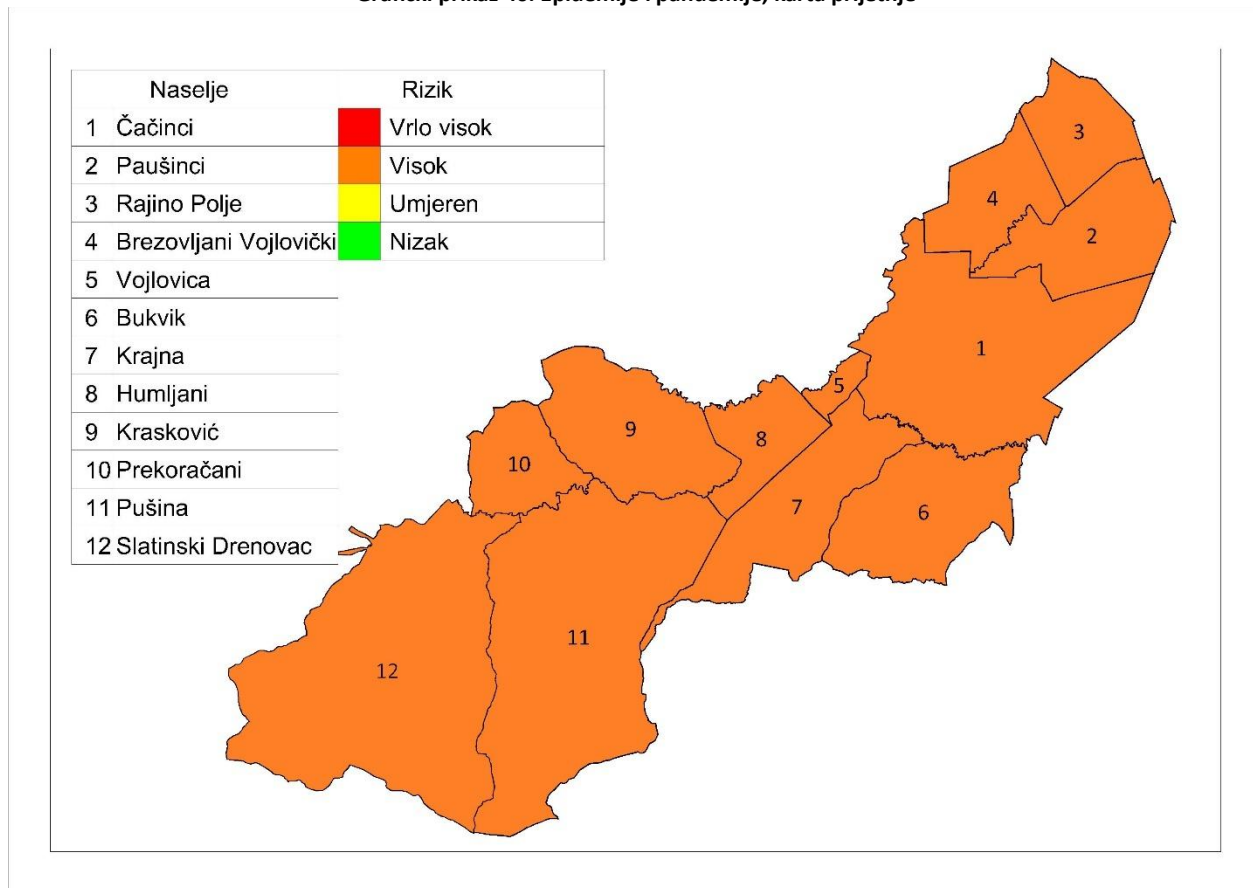 Naselje Rizik
1 Čačinci Vrlo visok
2 Paušinci Visok
3 Rajino Polje Umjeren
4 Brezovljani Vojlovički Nizak
5 Vojlovica
6 Bukvik
7 Krajna
8 Humljani
9 Krasković
10 Prekoračani
11 Pušina
12 Slatinski Drenovac
3
4
2
1
5
9
8
10
7
6
11
12